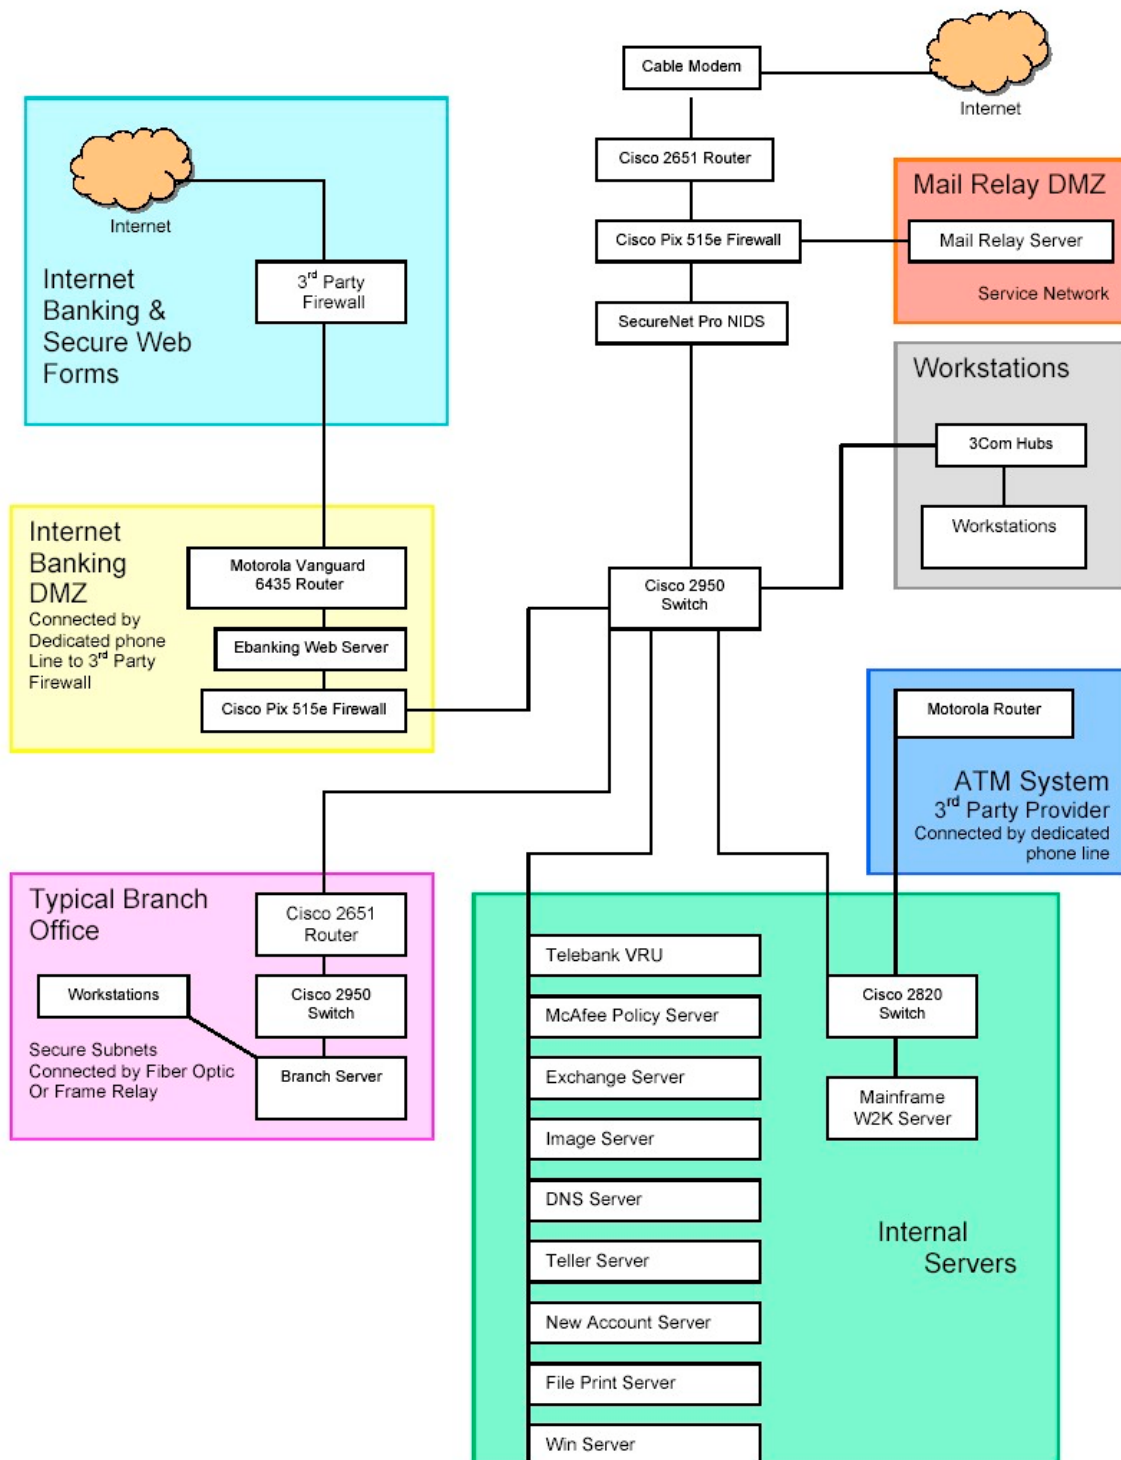 Cable Modem
Internet
Cisco 2651 Router
Cisco Pix 515e Firewall
SecureNet Pro NIDS
Mail Relay DMZ
Mail Relay Server
Service Network
Internet
3rd Party
Firewall
Internet
Banking &
Secure Web
Forms
Workstations
3Com Hubs
Workstations
Internet
Banking
DMZ
Connected by
Dedicated phone
Line to 3rd Party
Firewall
Motorola Vanguard
6435 Router
Ebanking Web Server
Cisco Pix 515e Firewall
Cisco 2950
Switch
Motorola Router
ATM System
3rd Party Provider
Connected by dedicated
phone line
Typical Branch
Office
Cisco 2651
Router
Workstations
Cisco 2950
Switch
Secure Subnets
Connected by Fiber Optic
Or Frame Relay
Branch Server
Telebank VRU
McAfee Policy Server
Exchange Server
Image Server
DNS Server
Teller Server
New Account Server
File Print Server
Win Server
Cisco 2820
Switch
Mainframe
W2K Server
Internal
Servers